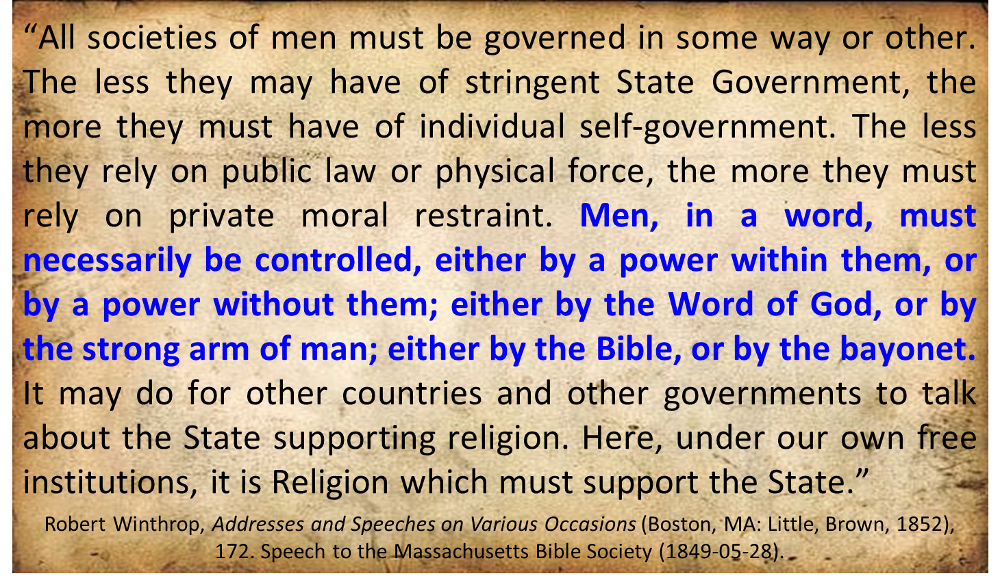 “All societies of men must be governed in some way or other.
The less they may have of stringent State Government, the
more they must have of individual self-government. The less
they rely on public law or physical force, the more they must
rely on private moral restraint. Men, in a word, must
necessarily be controlled, either by a power within them, or
by a power without them; either by the Word of God, or by
the strong arm of man; either by the Bible, or by the bayonet.
It may do for other countries and other governments to talk
about the State supporting religion. Here, under our own free
institutions, it is Religion which must support the State.”
Robert Winthrop, Addresses and Speeches on Various Occasions (Boston, MA: Little, Brown, 1852),
172. Speech to the Massachusetts Bible Society (1849-05-28).